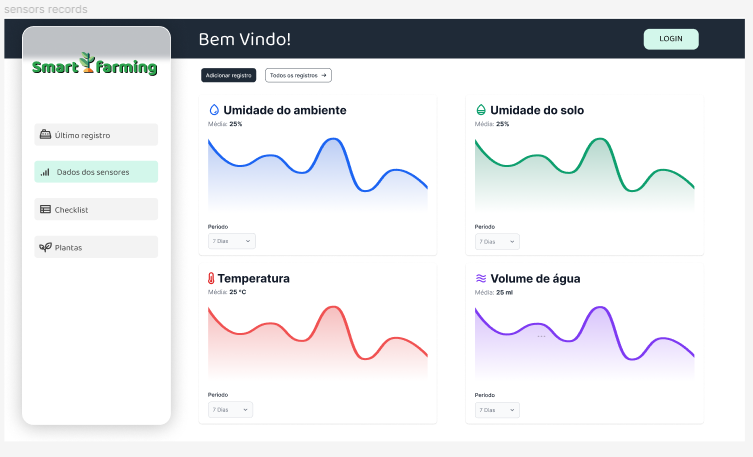 sensors records
Bem Vindo!
LOGIN
Smart farming
Adicionar registro
Todos os registros →
Último registro
Dados dos sensores
Checklist
Plantas
Umidade do ambiente
Média: 25%
Período
7 Dias
Umidade do solo
Média: 25%
Período
7 Dias
Temperatura
Média: 25 °C
Período
7 Dias
Volume de água
Média: 25 ml
...
Período
7 Dias